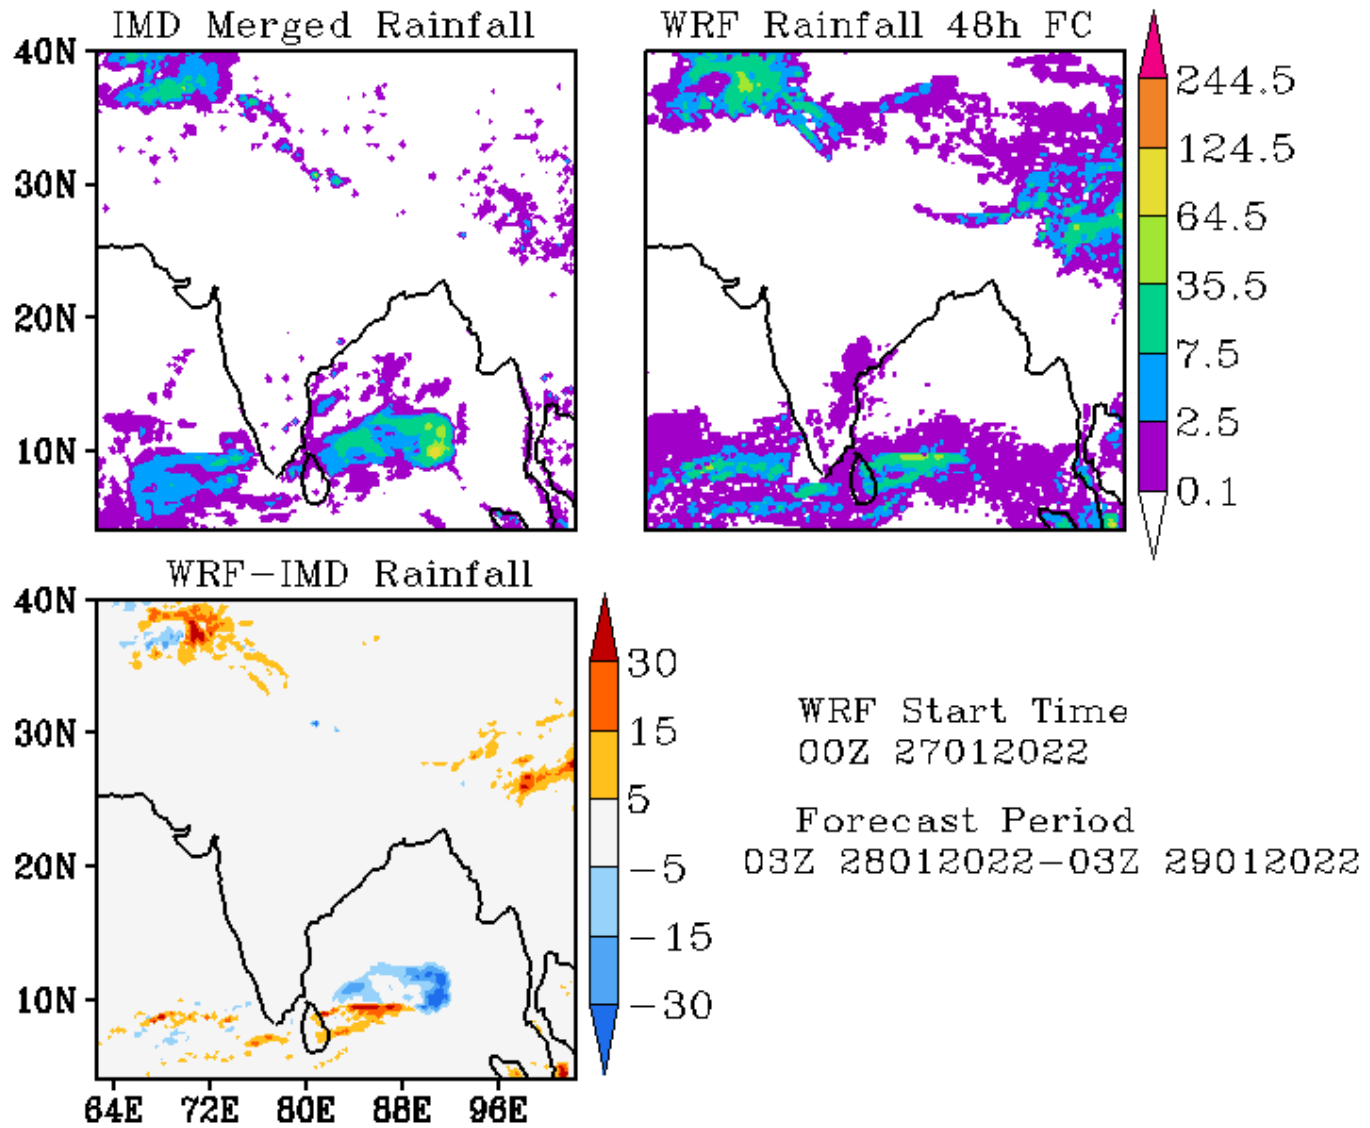 IMD Merged Rainfall
WRF Rainfall 48h FC
40N
30N
20N
10N
244.5
124.5
64.5
35.5
7.5
2.5
0.1
WRF-IMD Rainfall
40N
30N
20N
10N
64E 72E 80E 88E 96E
30
15
5
-5
-15
-30
WRF Start Time
00Z 27012022
Forecast Period
03Z 28012022-03Z 29012022